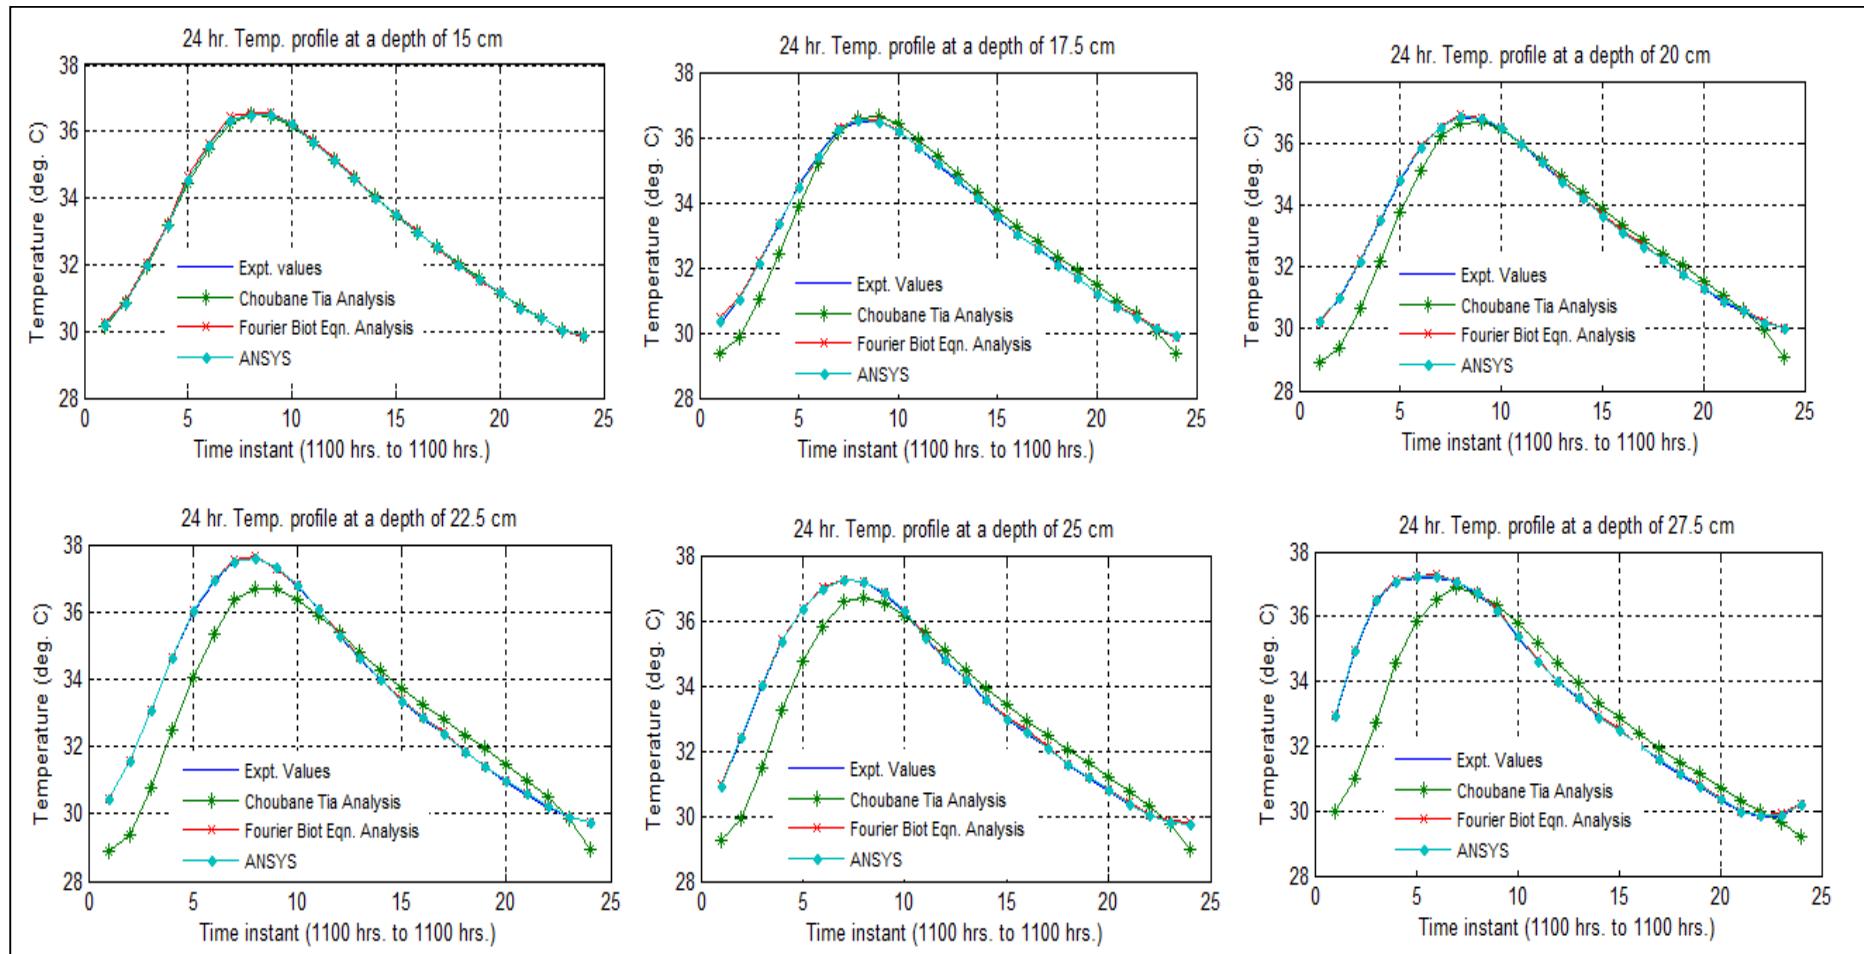 24 hr. Temp. profile at a depth of 15 cm
Temperature (deg. C)
38
36
34
32
30
28
0 5 10 15 20 25
Expt. values
Choubane Tia Analysis
Fourier Biot Eqn. Analysis
ANSYS
Time instant (1100 hrs. to 1100 hrs.)
24 hr. Temp. profile at a depth of 17.5 cm
Temperature (deg. C)
38
36
34
32
30
28
0 5 10 15 20 25
Expt. Values
Choubane Tia Analysis
Fourier Biot Eqn. Analysis
ANSYS
Time instant (1100 hrs. to 1100 hrs.)
24 hr. Temp. profile at a depth of 20 cm
Temperature (deg. C)
38
36
34
32
30
28
0 5 10 15 20 25
Expt. Values
Choubane Tia Analysis
Fourier Biot Eqn. Analysis
ANSYS
Time instant (1100 hrs. to 1100 hrs.)
24 hr. Temp. profile at a depth of 22.5 cm
Temperature (deg. C)
38
36
34
32
30
28
0 5 10 15 20 25
Expt. Values
Choubane Tia Analysis
Fourier Biot Eqn. Analysis
ANSYS
Time instant (1100 hrs. to 1100 hrs.)
24 hr. Temp. profile at a depth of 25 cm
Temperature (deg. C)
38
36
34
32
30
28
0 5 10 15 20 25
Expt. Values
Choubane Tia Analysis
Fourier Biot Eqn. Analysis
ANSYS
Time instant (1100 hrs. to 1100 hrs.)
24 hr. Temp. profile at a depth of 27.5 cm
Temperature (deg. C)
38
36
34
32
30
28
0 5 10 15 20 25
Expt. Values
Choubane Tia Analysis
Fourier Biot Eqn. Analysis
ANSYS
Time instant (1100 hrs. to 1100 hrs.)